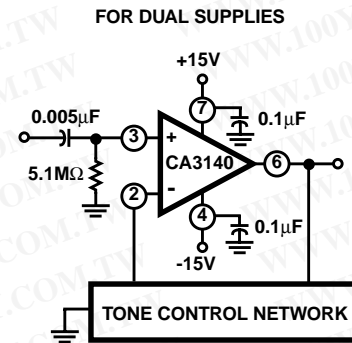 FOR DUAL SUPPLIES
+15V
7
0.1μF
0.005μF
3
+
CA3140
6
5.1MΩ
2
-
4
0.1μF
-15V
TONE CONTROL NETWORK